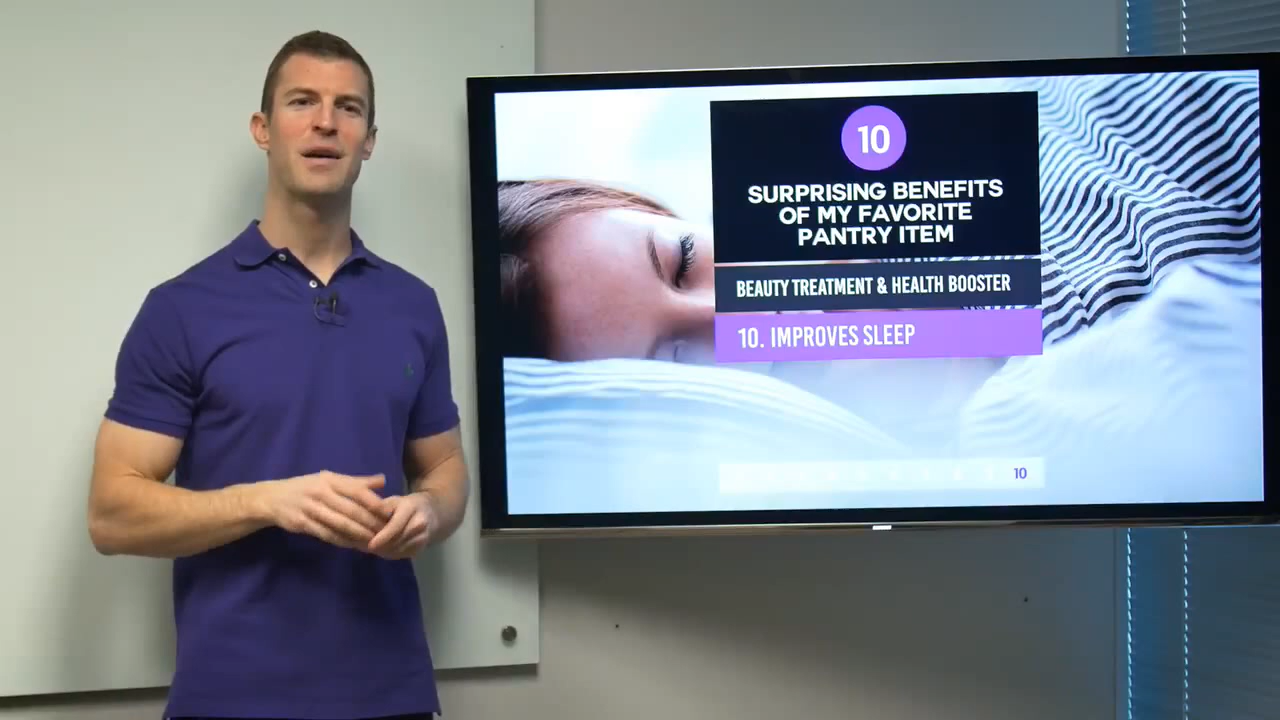 10
SURPRISING BENEFITS
OF MY FAVORITE
PANTRY ITEM
BEAUTY TREATMENT & HEALTH BOOSTER
10. IMPROVES SLEEP
10